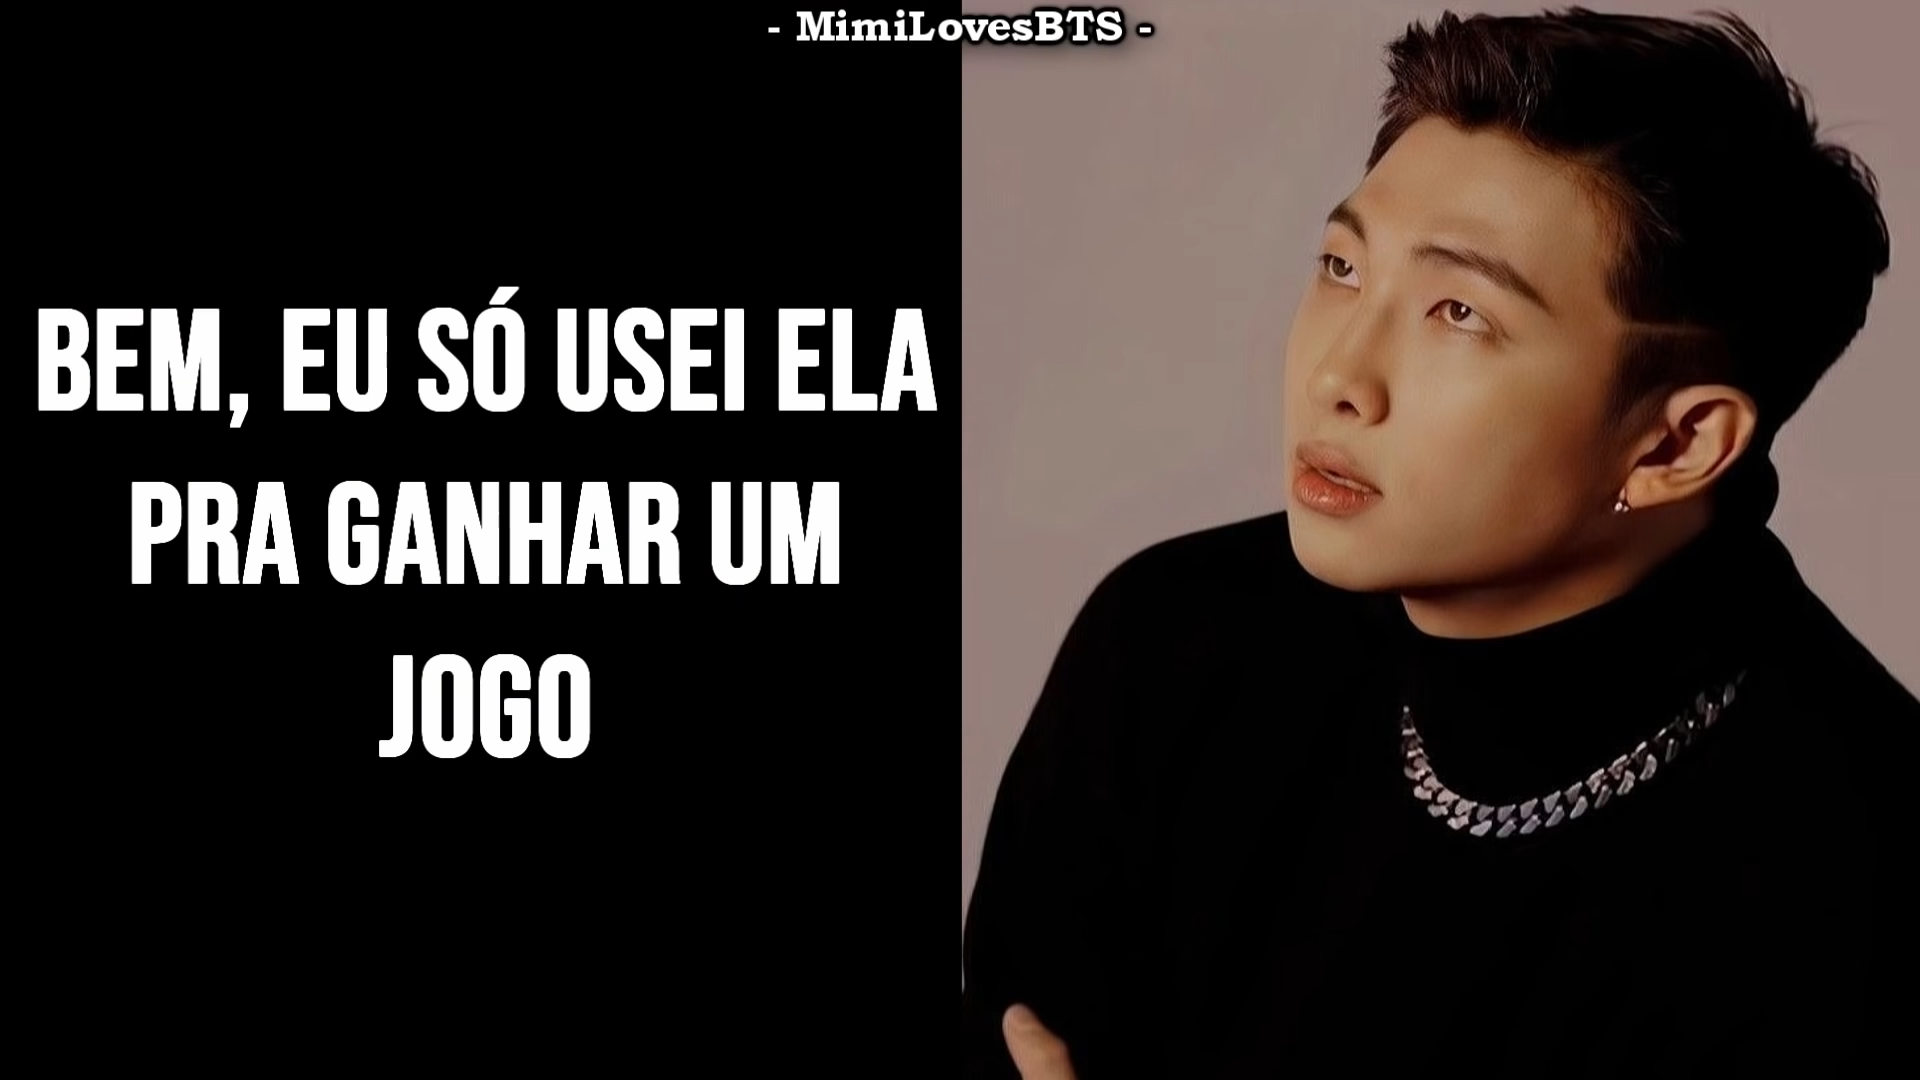 - MimiLovesBTS -
BEM, EU SÓ USEI ELA
PRA GANHAR UM
JOGO